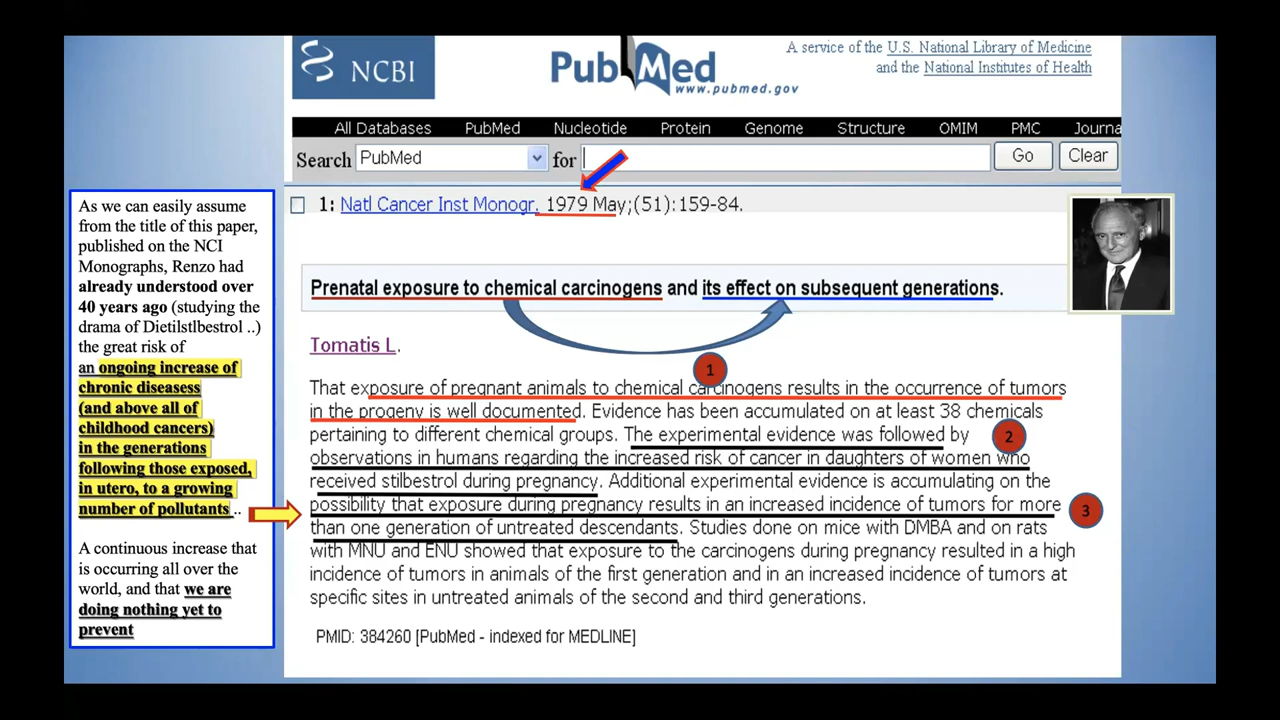 NCBI
PubMed
www.pubmed.gov
A service of the U.S. National Library of Medicine
and the National Institutes of Health
All Databases PubMed Nucleotide Protein Genome Structure OMIM PMC Journa
Search PubMed for Go Clear
1: Natl Cancer Inst Monogr. 1979 May;(51):159-84.
Prenatal exposure to chemical carcinogens and its effect on subsequent generations.
Tomatis L.
1
That exposure of pregnant animals to chemical carcinogens results in the occurrence of tumors
in the progeny is well documented. Evidence has been accumulated on at least 38 chemicals
pertaining to different chemical groups. The experimental evidence was followed by
2
observations in humans regarding the increased risk of cancer in daughters of women who
received stilbestrol during pregnancy. Additional experimental evidence is accumulating on the
possibility that exposure during pregnancy results in an increased incidence of tumors for more
3
than one generation of untreated descendants. Studies done on mice with DMBA and on rats
with MNU and ENU showed that exposure to the carcinogens during pregnancy resulted in a high
incidence of tumors in animals of the first generation and in an increased incidence of tumors at
specific sites in untreated animals of the second and third generations.
PMID: 384260 [PubMed - indexed for MEDLINE]
As we can easily assume
from the title of this paper,
published on the NCI
Monographs, Renzo had
already understood over
40 years ago (studying the
drama of Dietilstlbestrol ..)
the great risk of
an ongoing increase of
chronic diseasess
(and above all of
childhood cancers)
in the generations
following those exposed,
in utero, to a growing
number of pollutants ..
A continuous increase that
is occurring all over the
world, and that we are
doing nothing yet to
prevent